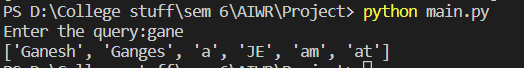 PS D:\College stuff\sem 6\AIWR\Project> python main.py
Enter the query:gane
['Ganesh', 'Ganges', 'a', 'JE', 'am', 'at']